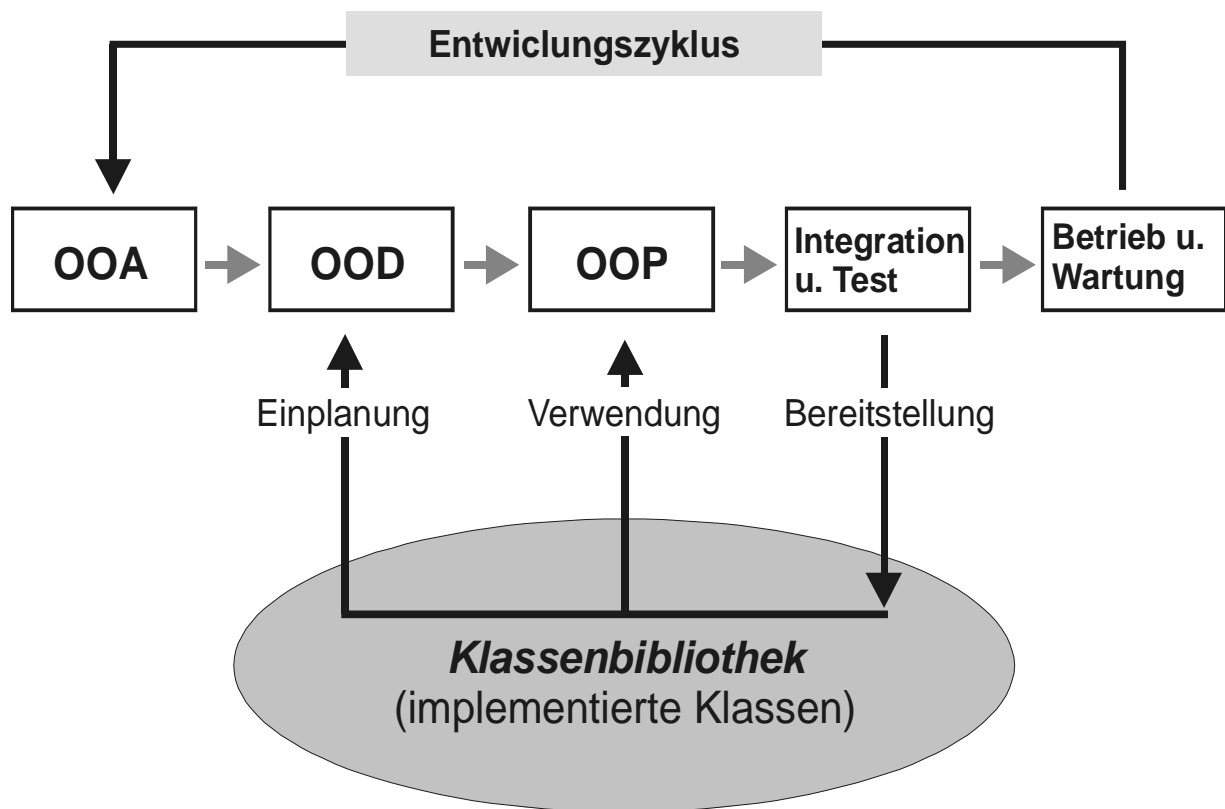 Entwiclungszyklus
OOA
OOD
OOP
Integration
u. Test
Betrieb u.
Wartung
Einplanung
Verwendung
Bereitstellung
Klassenbibliothek
(implementierte Klassen)